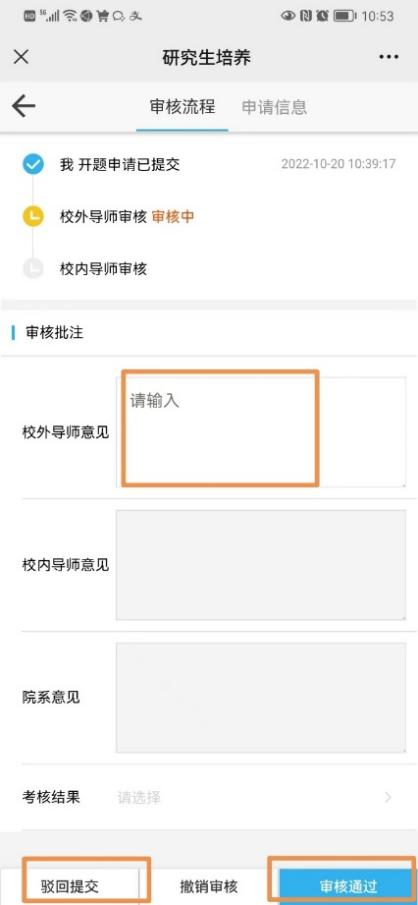 10:53
研究生培养
审核流程 申请信息
我 开题申请已提交 2022-10-20 10:39:17
校外导师审核 审核中
校内导师审核
审核批注
校外导师意见 请输入
校内导师意见
院系意见
考核结果 请选择
驳回提交 撤销审核 审核通过